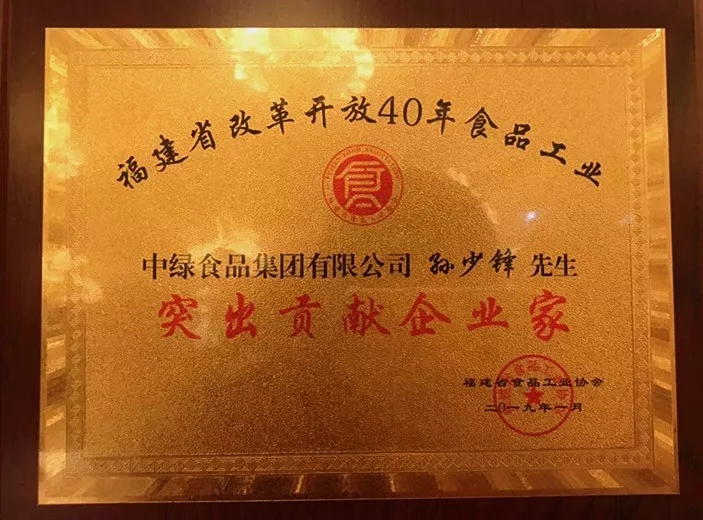 福建省改革开放40年食品工业
中绿食品集团有限公司 孙少锋 先生
突出贡献企业家
福建省食品工业协会
二〇一九年一月